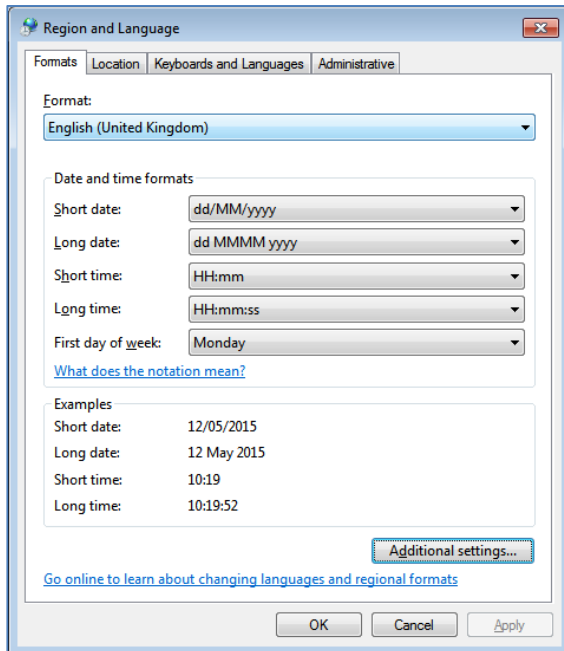 Region and Language
Formats Location Keyboards and Languages Administrative
Format:
English (United Kingdom)
Date and time formats
Short date: dd/MM/yyyy
Long date: dd MMMM yyyy
Short time: HH:mm
Long time: HH:mm:ss
First day of week: Monday
What does the notation mean?
Examples
Short date: 12/05/2015
Long date: 12 May 2015
Short time: 10:19
Long time: 10:19:52
Additional settings...
Go online to learn about changing languages and regional formats
OK Cancel Apply